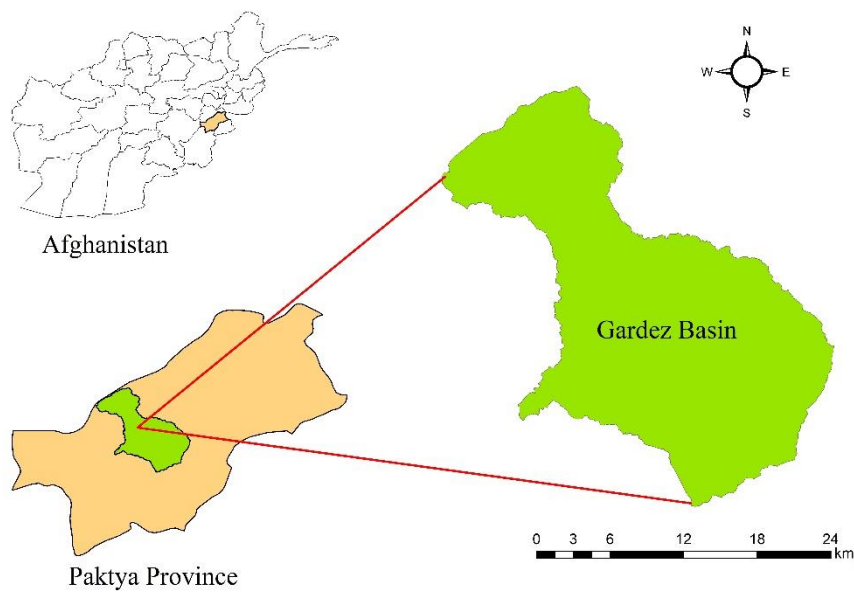 N
W E
S
Afghanistan
Gardez Basin
Paktya Province
0 3 6 12 18 24
km